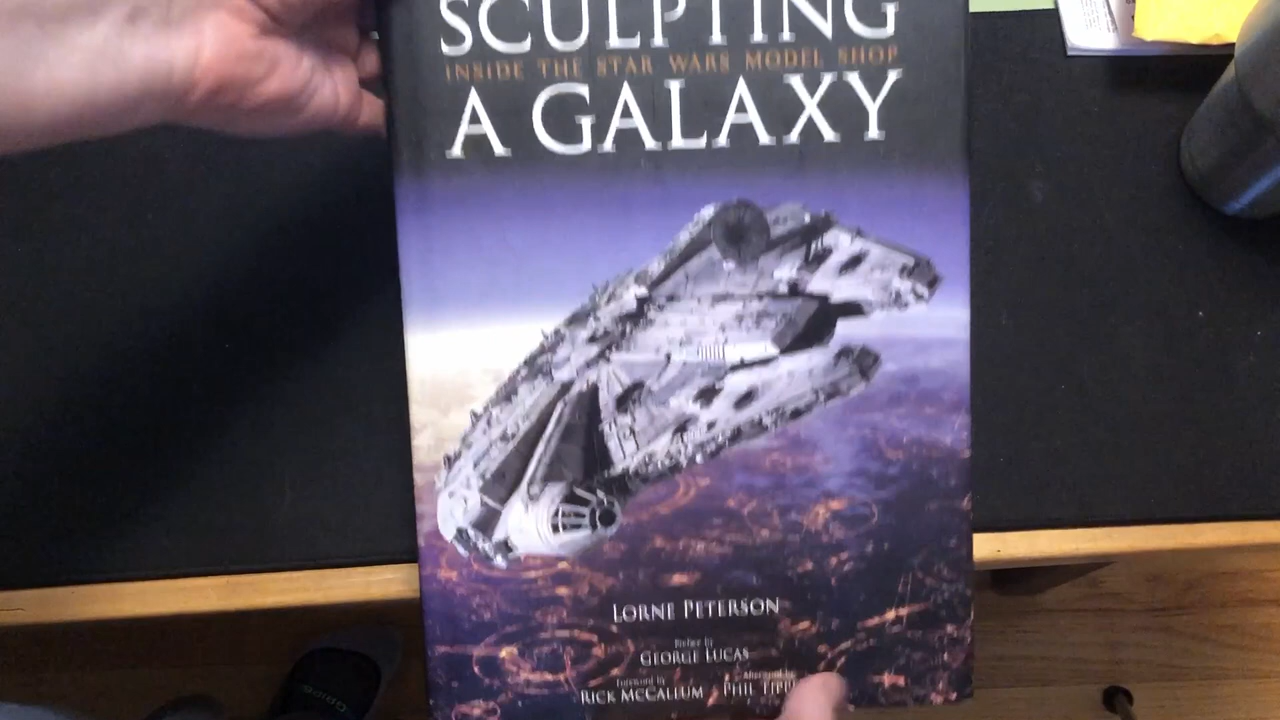 SCULPTING
INSIDE THE STAR WARS MODEL SHOP
A GALAXY
LORNE PETERSON
Preface by
GEORGE LUCAS
Foreword by
Afterword by
RICK MCCALLUM
PHIL TIPP